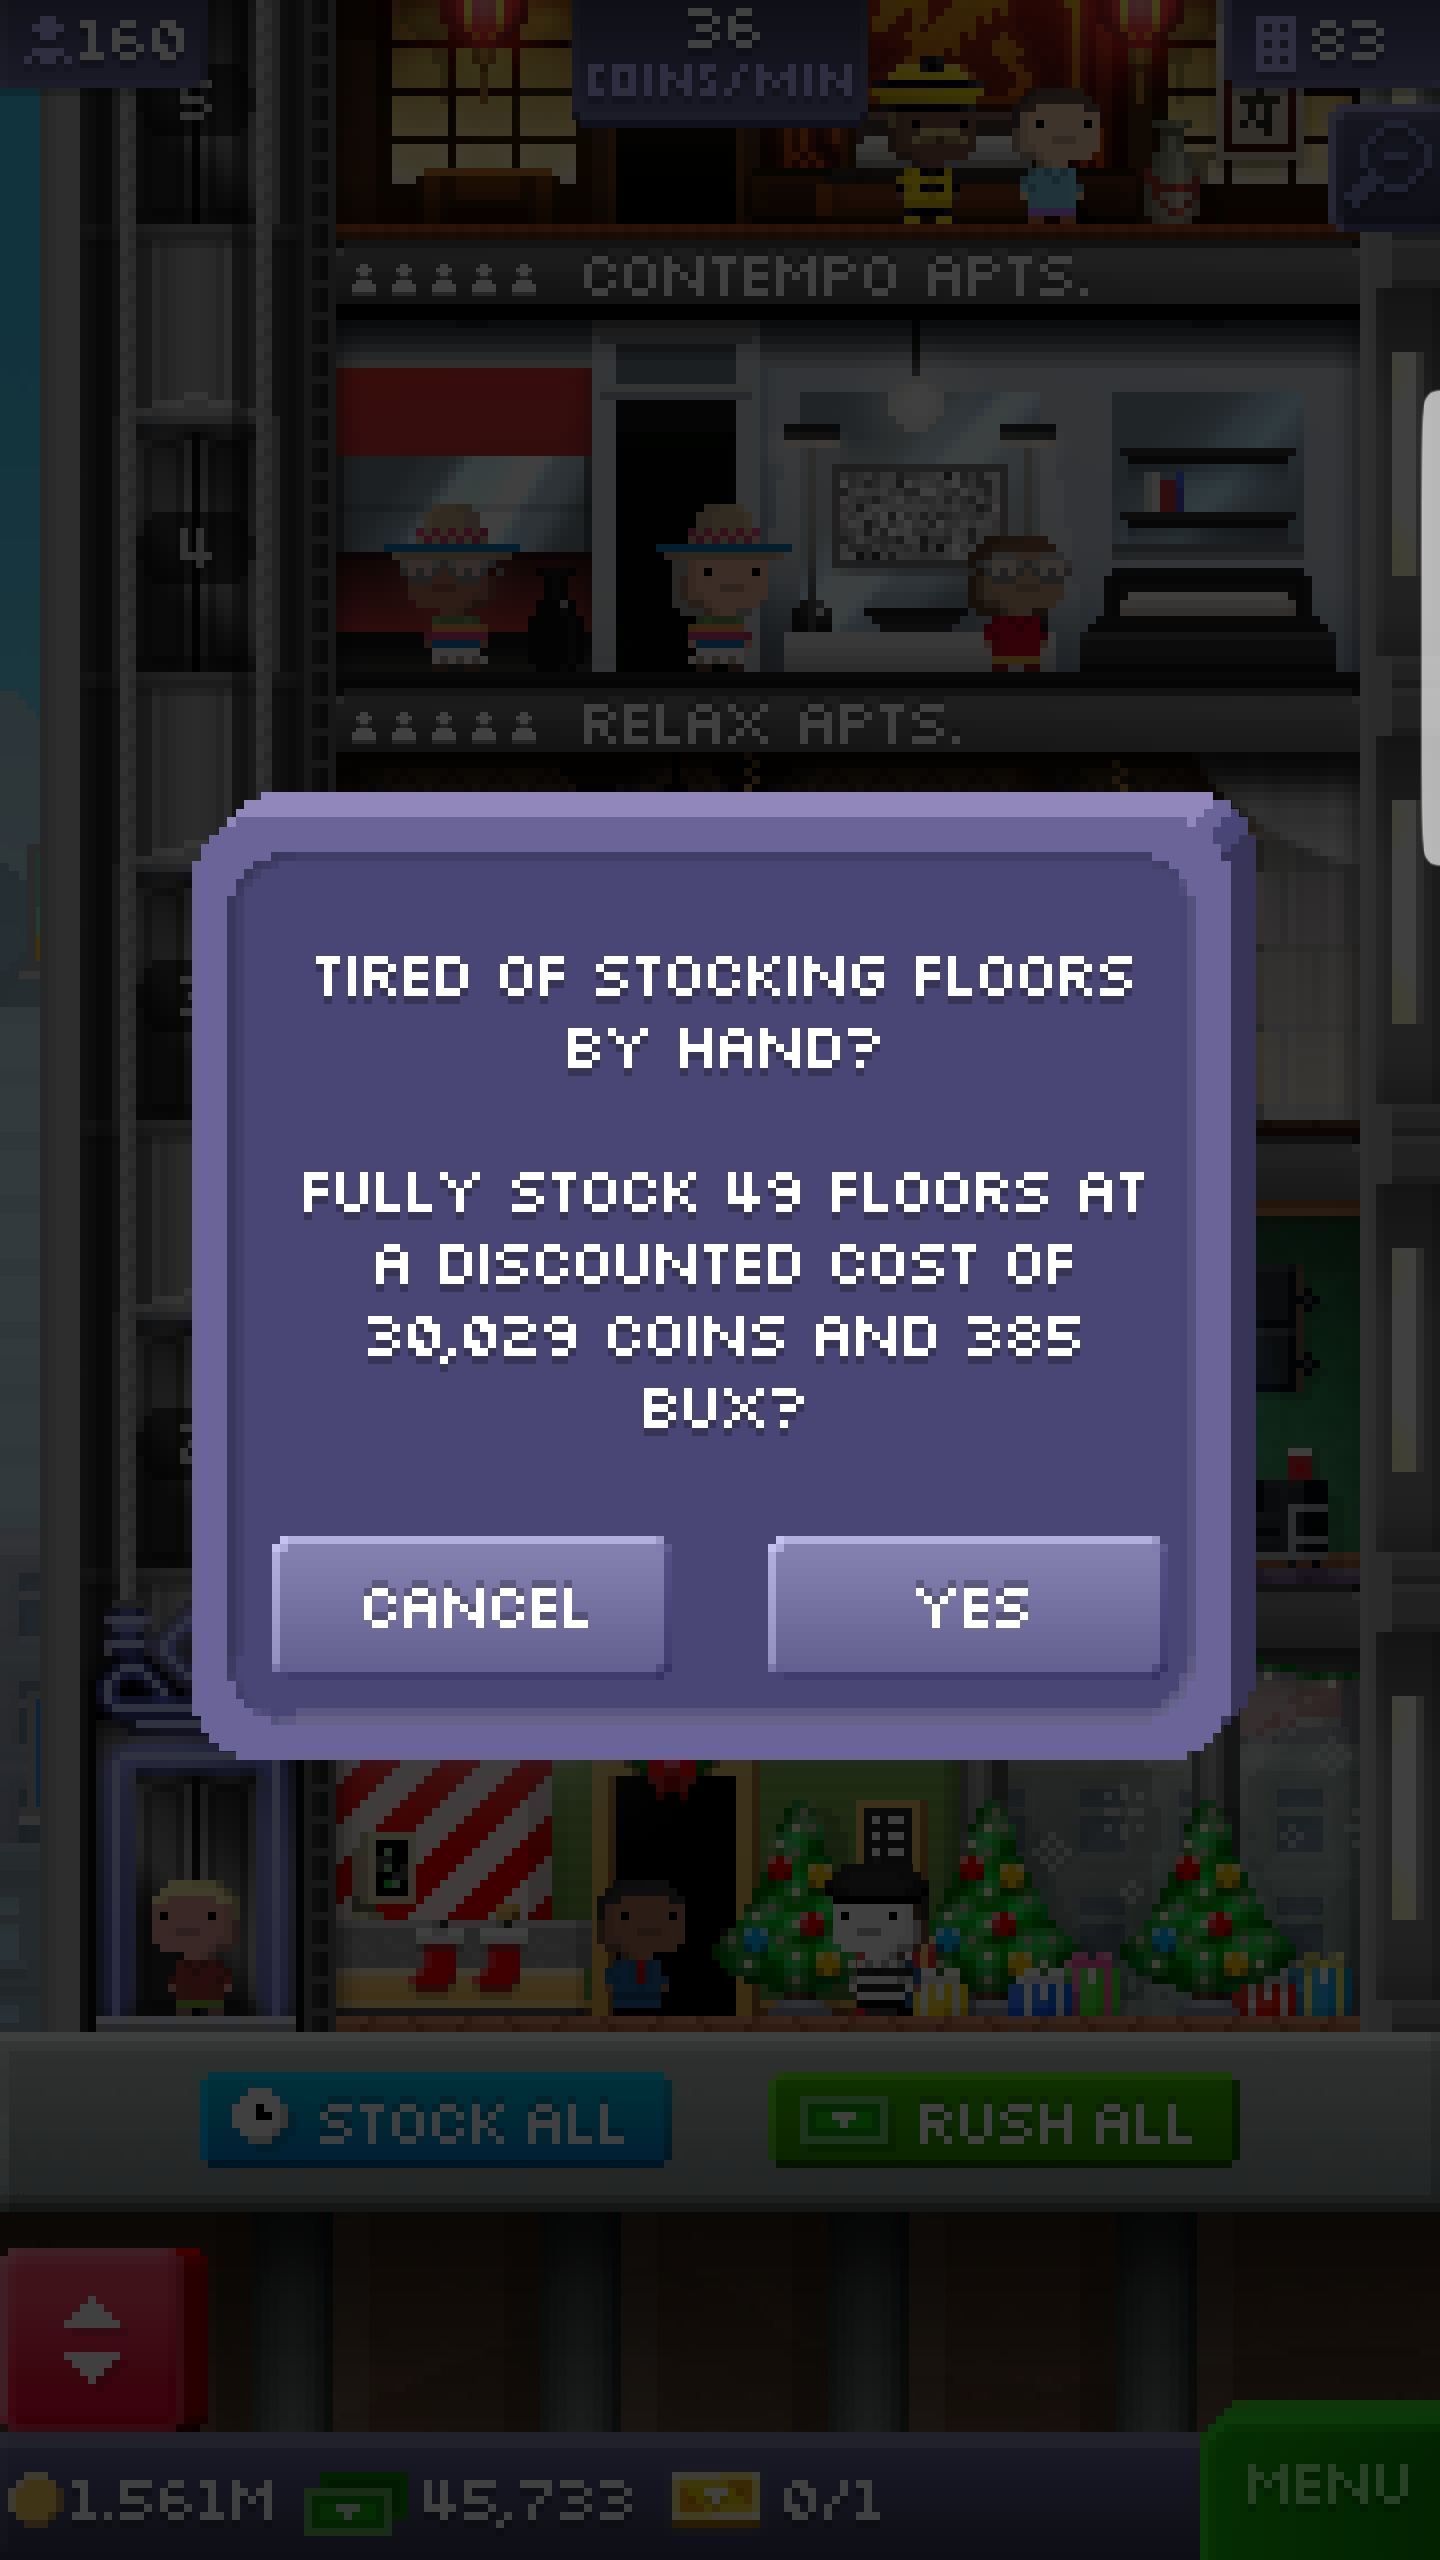 160
36
COINS/MIN
83
5
CONTEMPO APTS.
4
RELAX APTS.
TIRED OF STOCKING FLOORS
BY HAND?
FULLY STOCK 49 FLOORS AT
A DISCOUNTED COST OF
30,029 COINS AND 385
BUX?
CANCEL
YES
STOCK ALL
RUSH ALL
1.561M
45,733
0/1
MENU